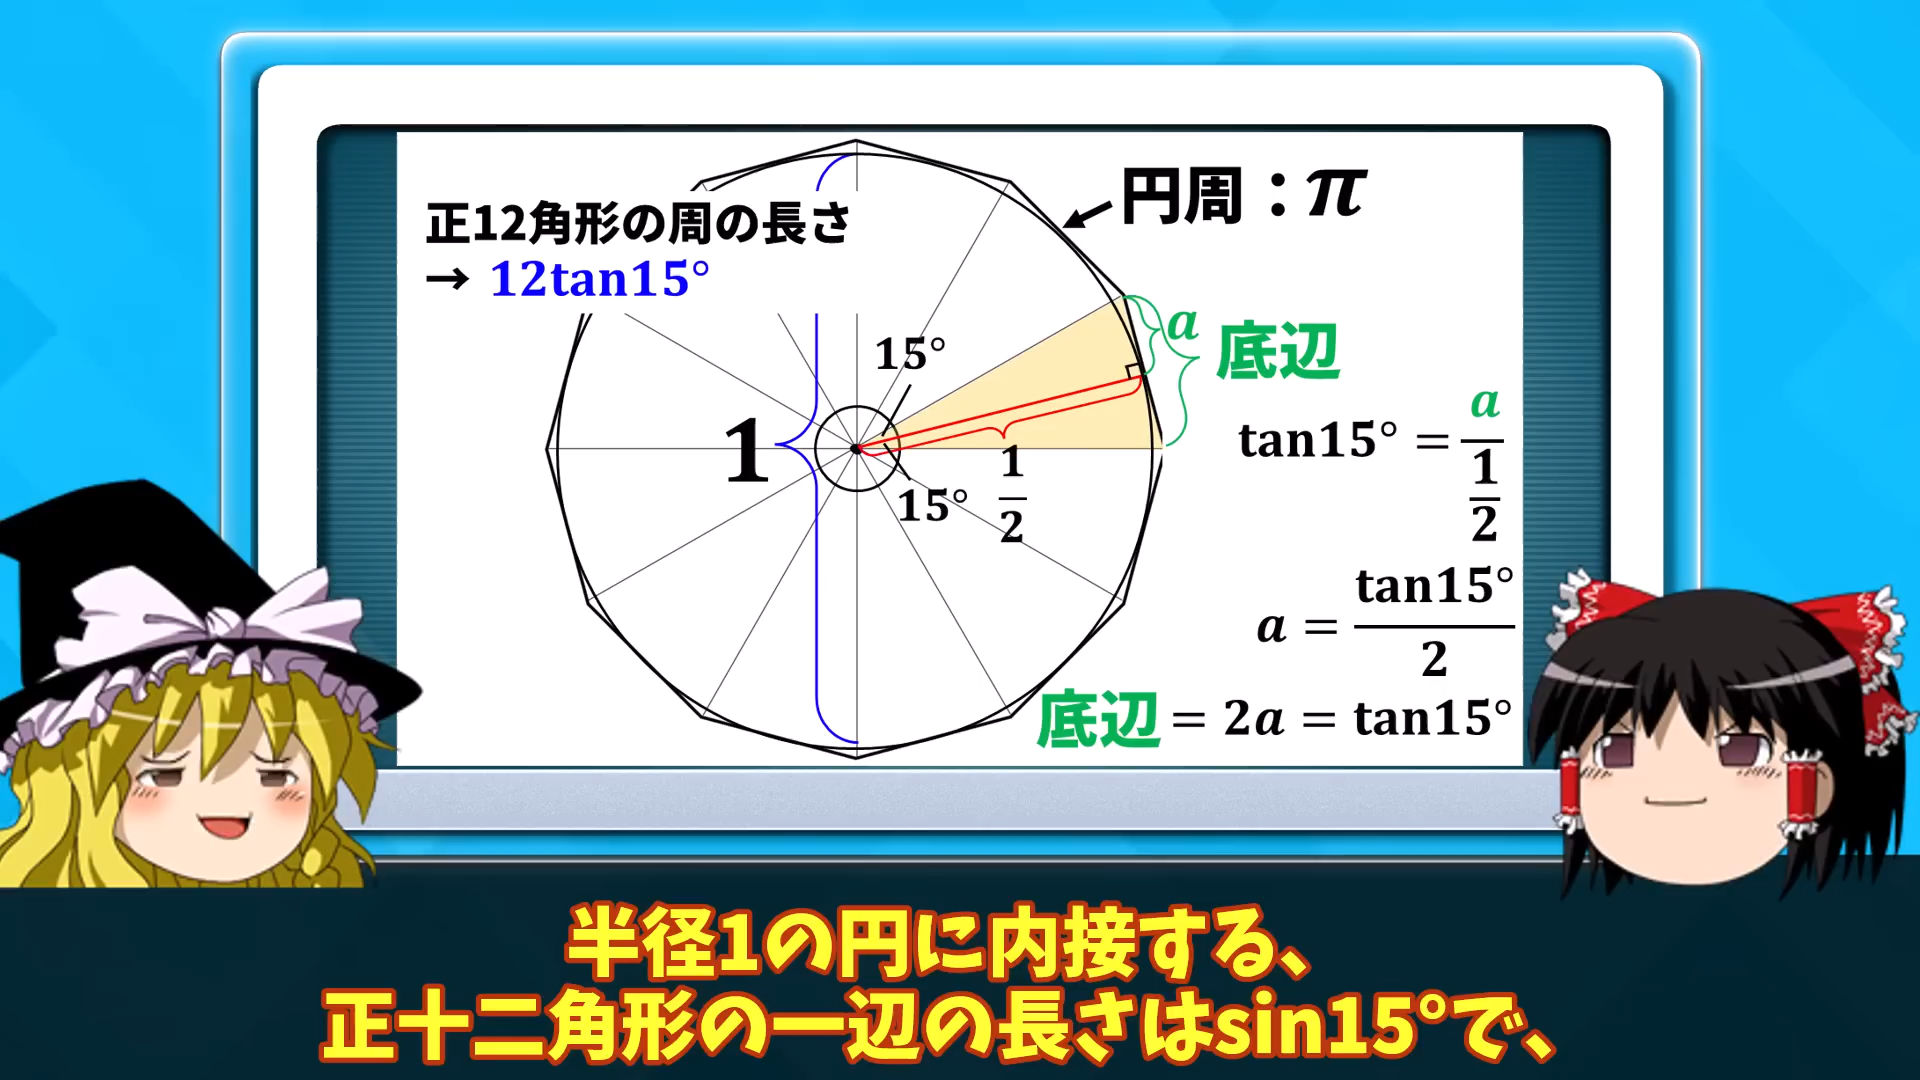 正12角形の周の長さ
→ 12tan15°
円周：π
15°
a
底辺
1
15°
1/2
tan15° = a/(1/2)
a = tan15°/2
底辺 = 2a = tan15°
半径1の円に内接する、
正十二角形の一辺の長さはsin15°で、